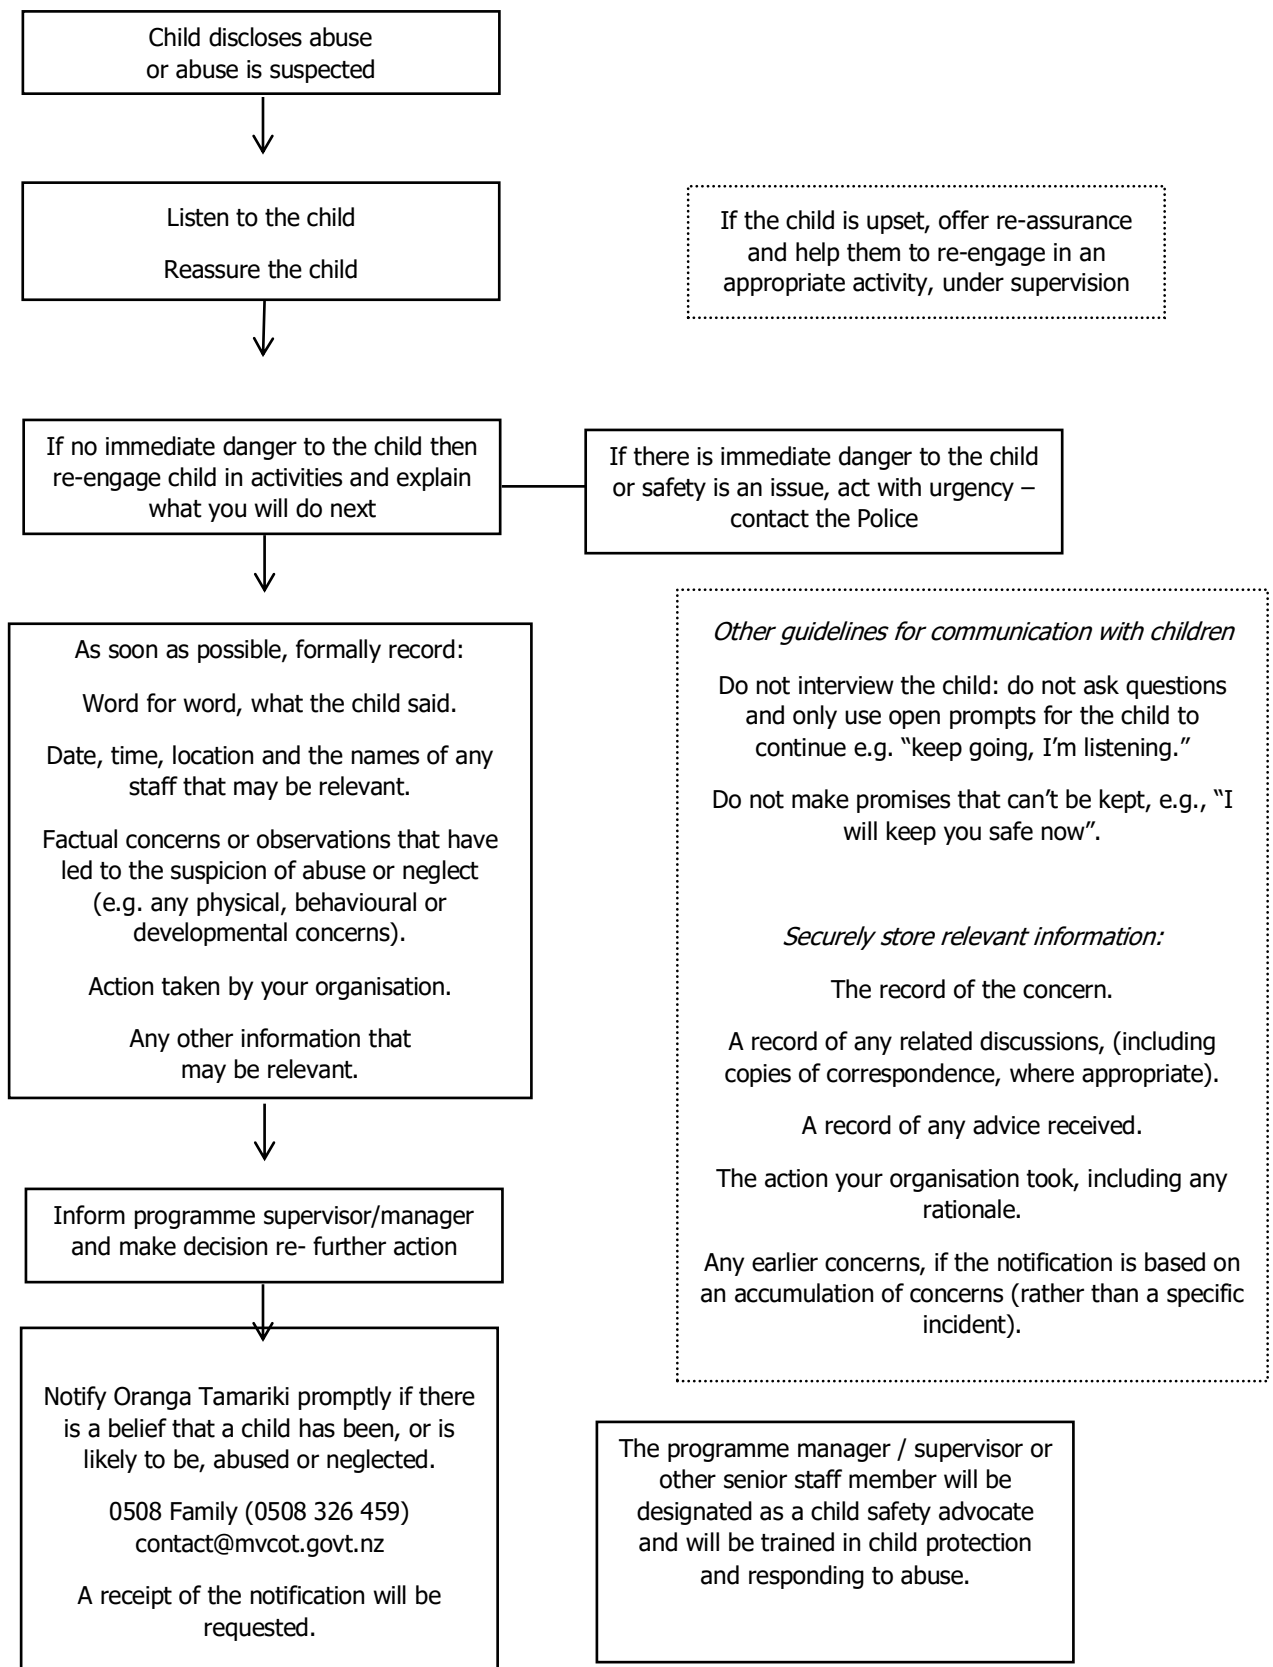 Child discloses abuse
or abuse is suspected
Listen to the child
Reassure the child
If the child is upset, offer re-assurance
and help them to re-engage in an
appropriate activity, under supervision
If no immediate danger to the child then
re-engage child in activities and explain
what you will do next
If there is immediate danger to the child
or safety is an issue, act with urgency –
contact the Police
As soon as possible, formally record:
Word for word, what the child said.
Date, time, location and the names of any
staff that may be relevant.
Factual concerns or observations that have
led to the suspicion of abuse or neglect
(e.g. any physical, behavioural or
developmental concerns).
Action taken by your organisation.
Any other information that
may be relevant.
Other guidelines for communication with children
Do not interview the child: do not ask questions
and only use open prompts for the child to
continue e.g. “keep going, I’m listening.”
Do not make promises that can’t be kept, e.g., “I
will keep you safe now”.
Securely store relevant information:
The record of the concern.
A record of any related discussions, (including
copies of correspondence, where appropriate).
A record of any advice received.
The action your organisation took, including any
rationale.
Any earlier concerns, if the notification is based on
an accumulation of concerns (rather than a specific
incident).
Inform programme supervisor/manager
and make decision re- further action
Notify Oranga Tamariki promptly if there
is a belief that a child has been, or is
likely to be, abused or neglected.
0508 Family (0508 326 459)
contact@mvcot.govt.nz
A receipt of the notification will be
requested.
The programme manager / supervisor or
other senior staff member will be
designated as a child safety advocate
and will be trained in child protection
and responding to abuse.